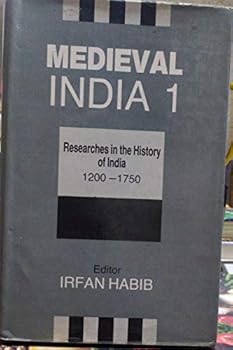 MEDIEVAL
INDIA 1
Researches in the History
of India
1200-1750
Editor
IRFAN HABIB